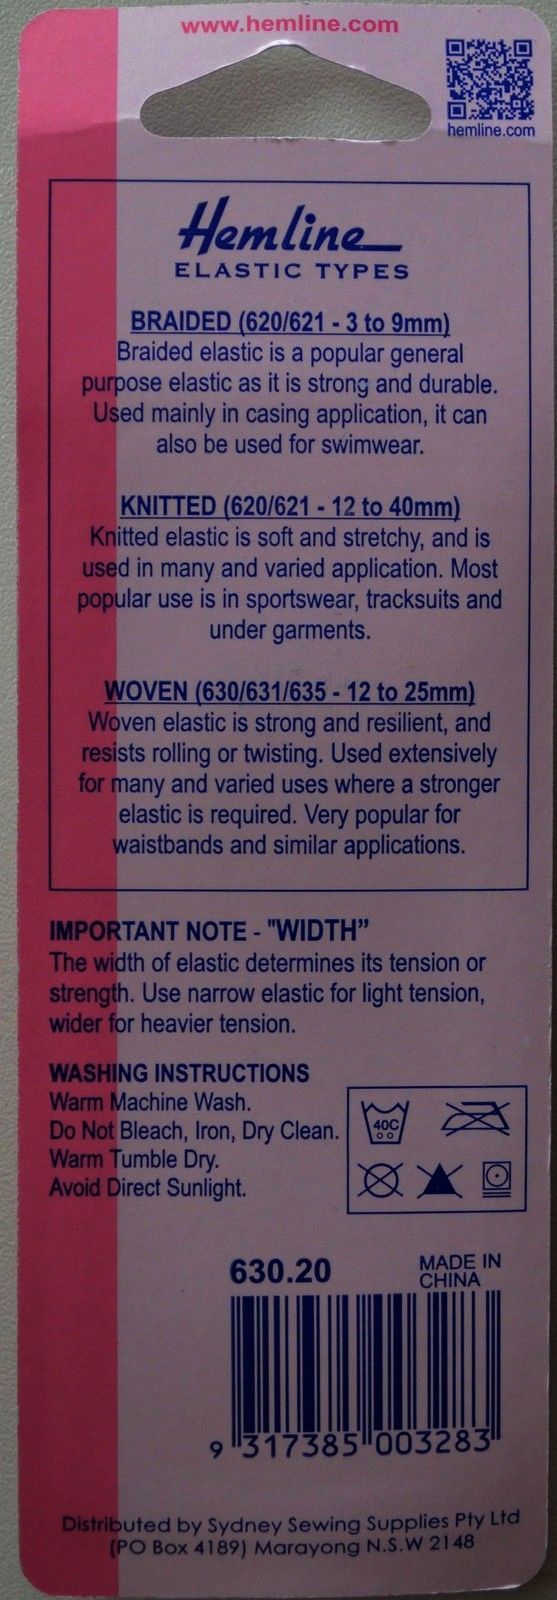 www.hemline.com
hemline.com
Hemline
ELASTIC TYPES
BRAIDED (620/621 - 3 to 9mm)
Braided elastic is a popular general
purpose elastic as it is strong and durable.
Used mainly in casing application, it can
also be used for swimwear.
KNITTED (620/621 - 12 to 40mm)
Knitted elastic is soft and stretchy, and is
used in many and varied application. Most
popular use is in sportswear, tracksuits and
under garments.
WOVEN (630/631/635 - 12 to 25mm)
Woven elastic is strong and resilient, and
resists rolling or twisting. Used extensively
for many and varied uses where a stronger
elastic is required. Very popular for
waistbands and similar applications.
IMPORTANT NOTE - "WIDTH”
The width of elastic determines its tension or
strength. Use narrow elastic for light tension,
wider for heavier tension.
WASHING INSTRUCTIONS
Warm Machine Wash.
Do Not Bleach, Iron, Dry Clean.
Warm Tumble Dry.
Avoid Direct Sunlight.
40C
630.20
MADE IN
CHINA
9 317385 003283
Distributed by Sydney Sewing Supplies Pty Ltd
(PO Box 4189) Marayong N.S.W 2148